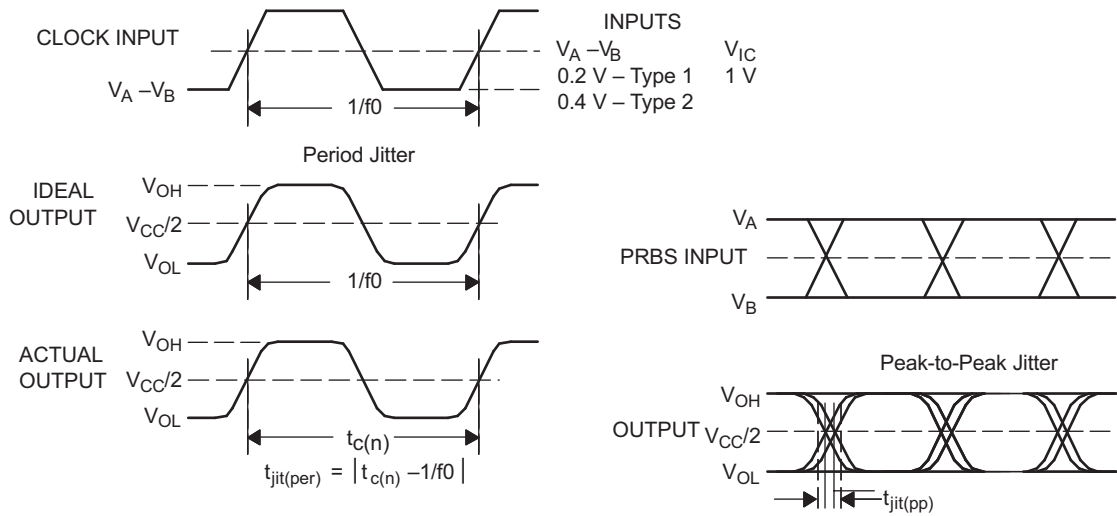 CLOCK INPUT
V_A –V_B
1/f0
INPUTS
V_A –V_B V_IC
0.2 V – Type 1 1 V
0.4 V – Type 2
Period Jitter
IDEAL
OUTPUT
V_OH
V_CC/2
V_OL
1/f0
ACTUAL
OUTPUT
V_OH
V_CC/2
V_OL
t_c(n)
t_jit(per) = | t_c(n) –1/f0 |
V_A
PRBS INPUT
V_B
Peak-to-Peak Jitter
V_OH
OUTPUT V_CC/2
V_OL
t_jit(pp)